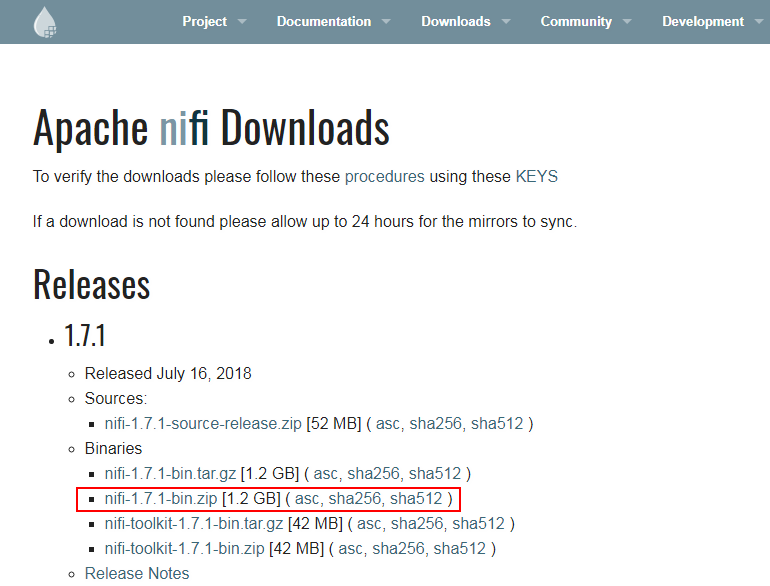 Project Documentation Downloads Community Development
Apache nifi Downloads
To verify the downloads please follow these procedures using these KEYS
If a download is not found please allow up to 24 hours for the mirrors to sync.
Releases
1.7.1
Released July 16, 2018
Sources:
nifi-1.7.1-source-release.zip [52 MB] ( asc, sha256, sha512 )
Binaries
nifi-1.7.1-bin.tar.gz [1.2 GB] ( asc, sha256, sha512 )
nifi-1.7.1-bin.zip [1.2 GB] ( asc, sha256, sha512 )
nifi-toolkit-1.7.1-bin.tar.gz [42 MB] ( asc, sha256, sha512 )
nifi-toolkit-1.7.1-bin.zip [42 MB] ( asc, sha256, sha512 )
Release Notes